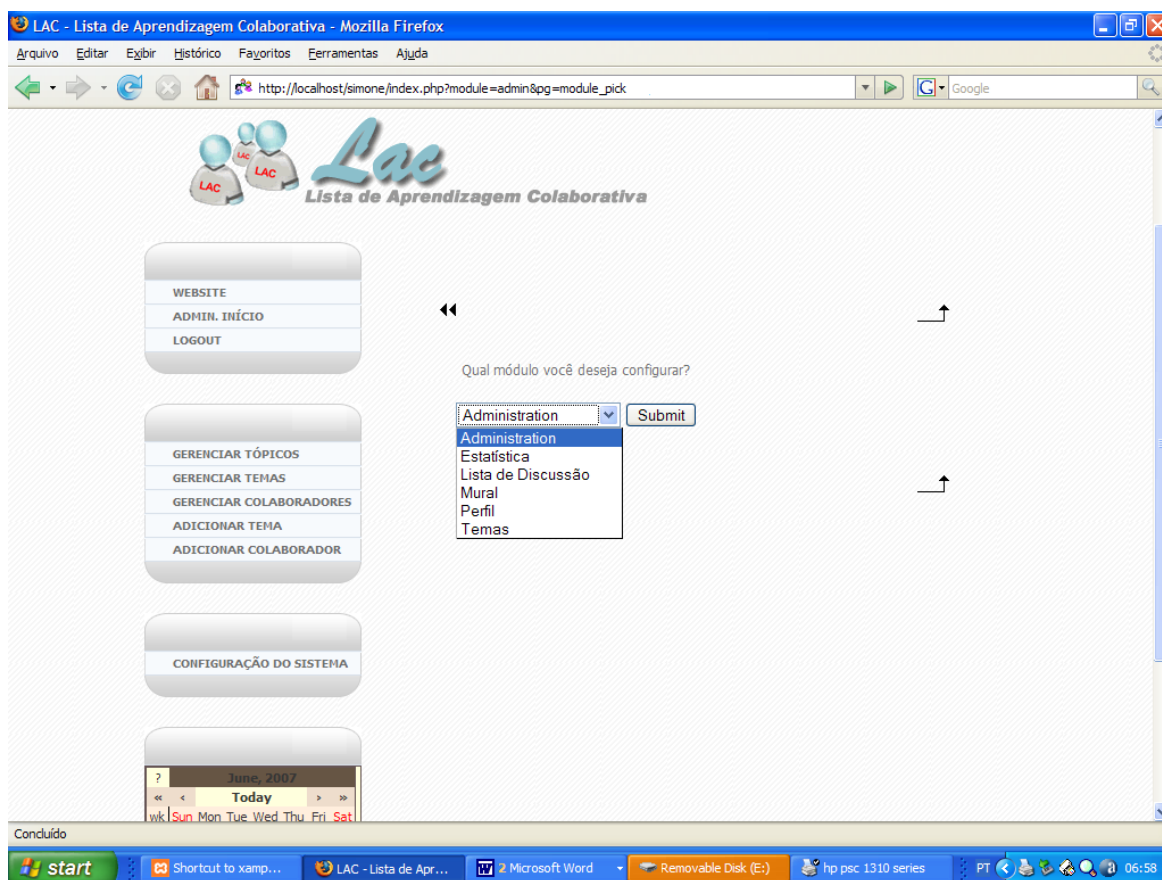 LAC - Lista de Aprendizagem Colaborativa - Mozilla Firefox
Arquivo Editar Exibir Histórico Favoritos Ferramentas Ajuda
http://localhost/simone/index.php?module=admin&pg=module_pick
G Google
LAC
LAC
LAC
Lac
Lista de Aprendizagem Colaborativa
WEBSITE
ADMIN. INÍCIO
LOGOUT
Qual módulo você deseja configurar?
Administration Submit
Administration
Estatística
Lista de Discussão
Mural
Perfil
Temas
GERENCIAR TÓPICOS
GERENCIAR TEMAS
GERENCIAR COLABORADORES
ADICIONAR TEMA
ADICIONAR COLABORADOR
CONFIGURAÇÃO DO SISTEMA
? June, 2007
« ‹ Today › »
wk Sun Mon Tue Wed Thu Fri Sat
Concluído
start Shortcut to xamp... LAC - Lista de Apr... 2 Microsoft Word Removable Disk (E:) hp psc 1310 series PT 06:58